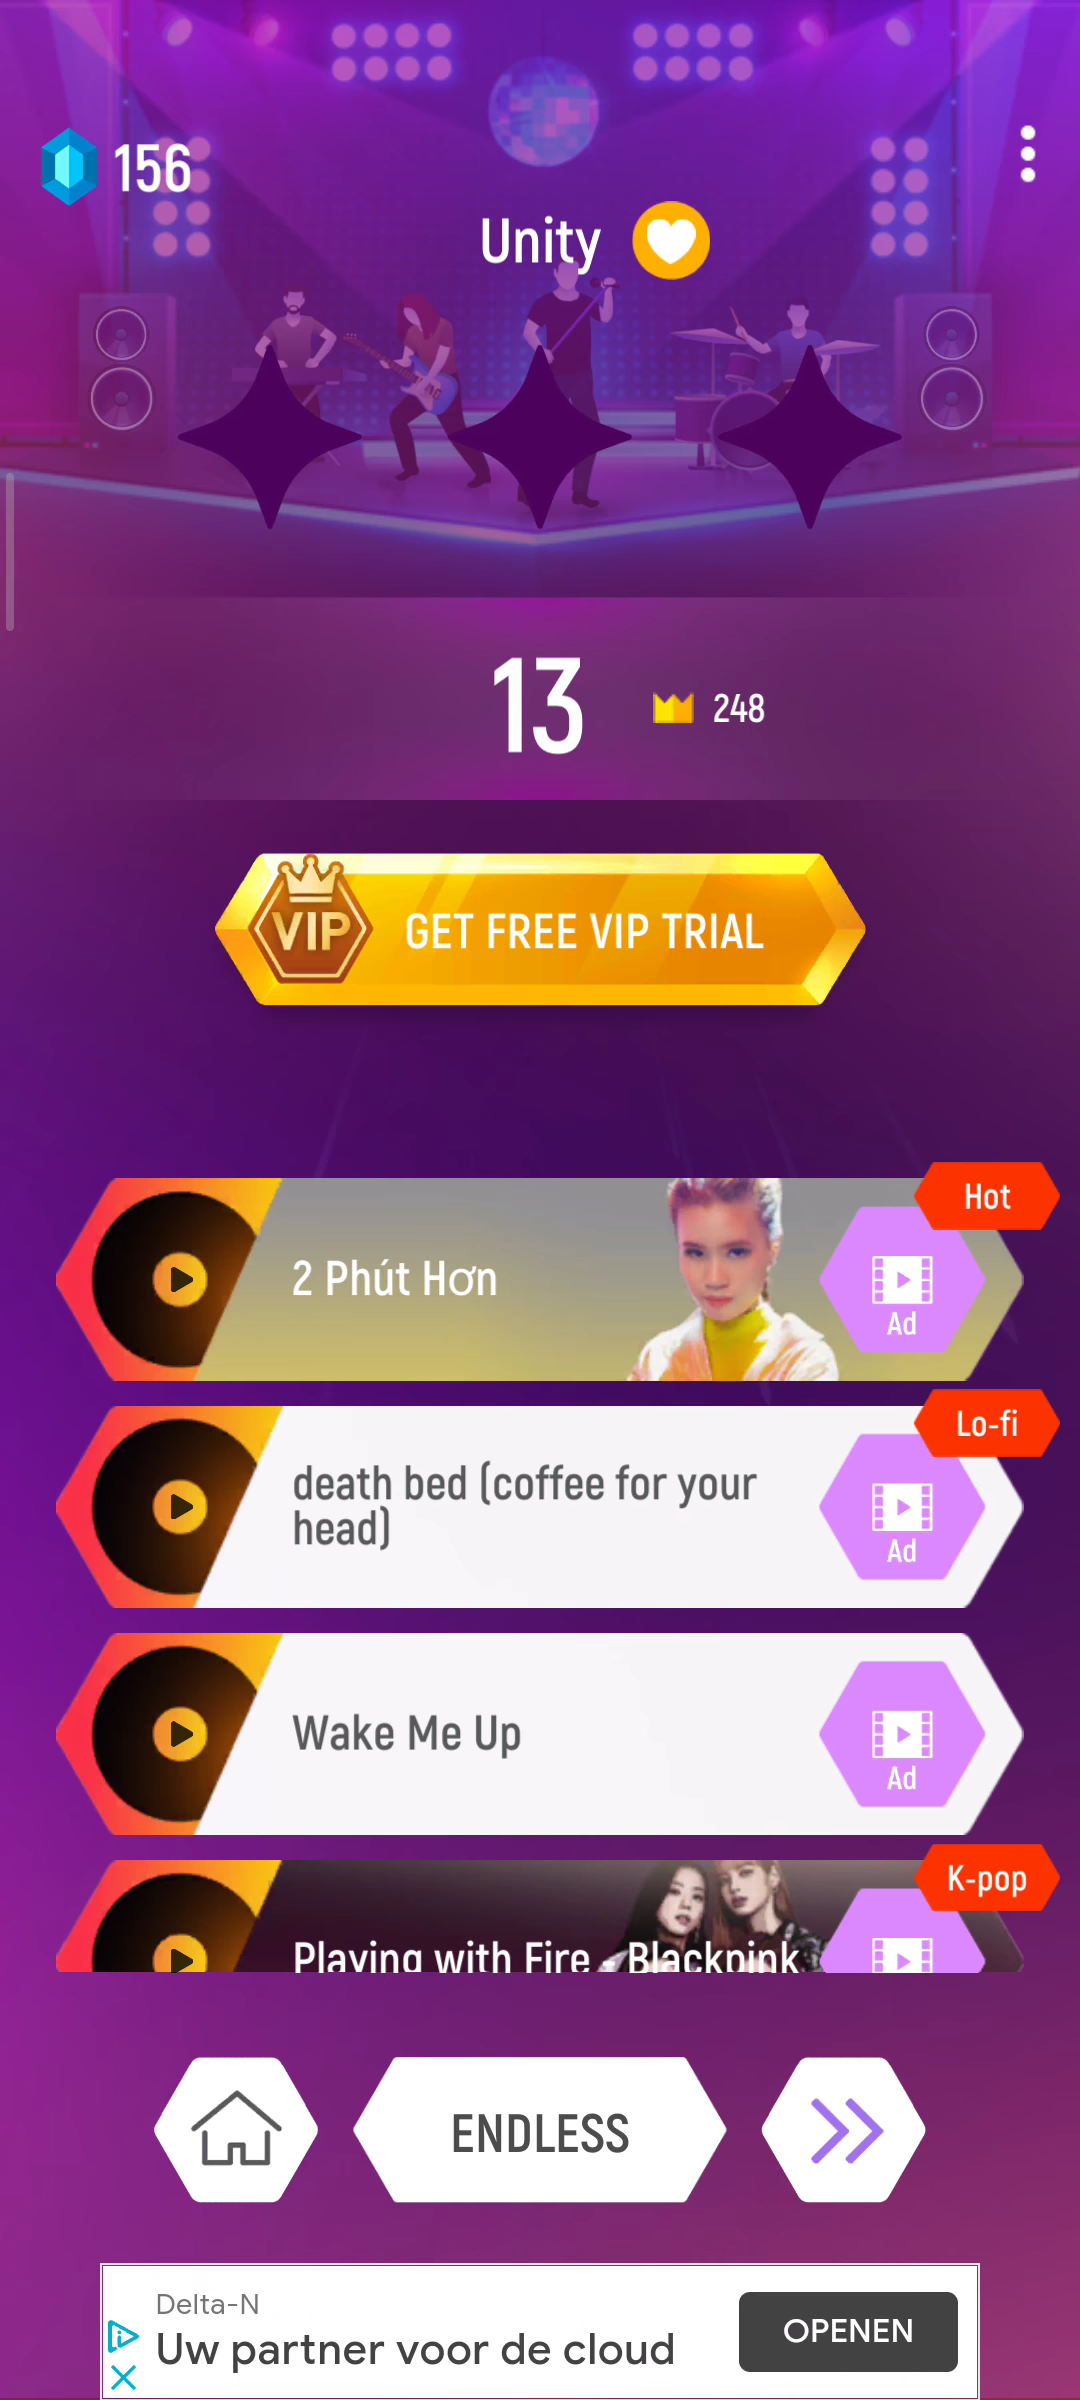 156
Unity
13
248
VIP
GET FREE VIP TRIAL
Hot
2 Phút Hơn
Ad
Lo-fi
death bed (coffee for your
head)
Ad
Wake Me Up
Ad
K-pop
Playing with Fire - Blackpink
ENDLESS
Delta-N
Uw partner voor de cloud
OPENEN